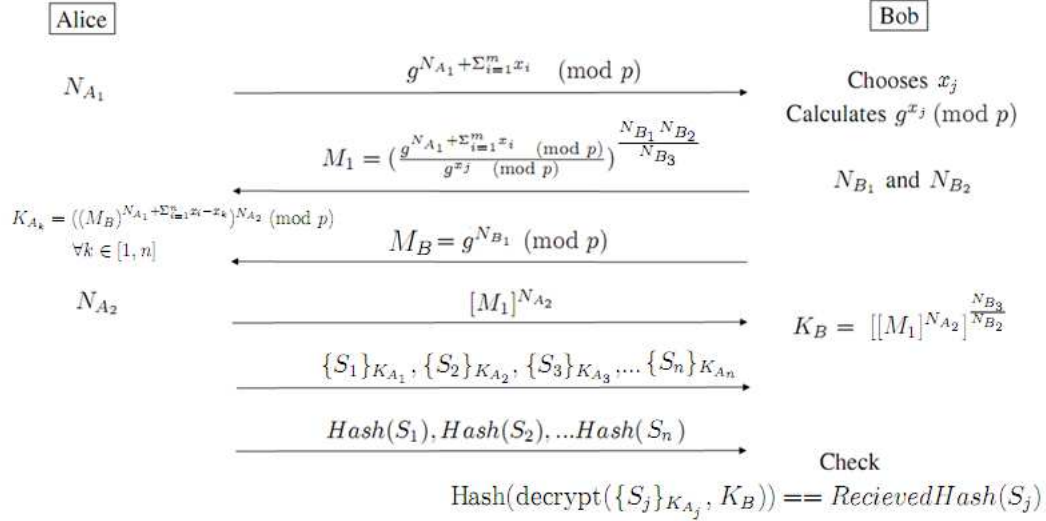 Alice
Bob
N_{A_1}
g^{N_{A_1}+Σ_{i=1}^{m} x_i} (mod p)
Chooses x_j
Calculates g^{x_j} (mod p)
M_1 = (\frac{g^{N_{A_1}+Σ_{i=1}^{m} x_i} (mod p)}{g^{x_j} (mod p)})^{\frac{N_{B_1} N_{B_2}}{N_{B_3}}}
N_{B_1} and N_{B_2}
K_{A_k} = ((M_B)^{N_{A_1}+Σ_{i=1}^{n} x_i-x_k})^{N_{A_2}} (mod p)
∀k ∈ [1, n]
M_B = g^{N_{B_1}} (mod p)
N_{A_2}
[M_1]^{N_{A_2}}
K_B = [[M_1]^{N_{A_2}}]^{\frac{N_{B_3}}{N_{B_2}}}
{S_1}_{K_{A_1}}, {S_2}_{K_{A_2}}, {S_3}_{K_{A_3}},... {S_n}_{K_{A_n}}
Hash(S_1), Hash(S_2), ...Hash(S_n)
Check
Hash(decrypt({S_j}_{K_{A_j}}, K_B)) == RecievedHash(S_j)